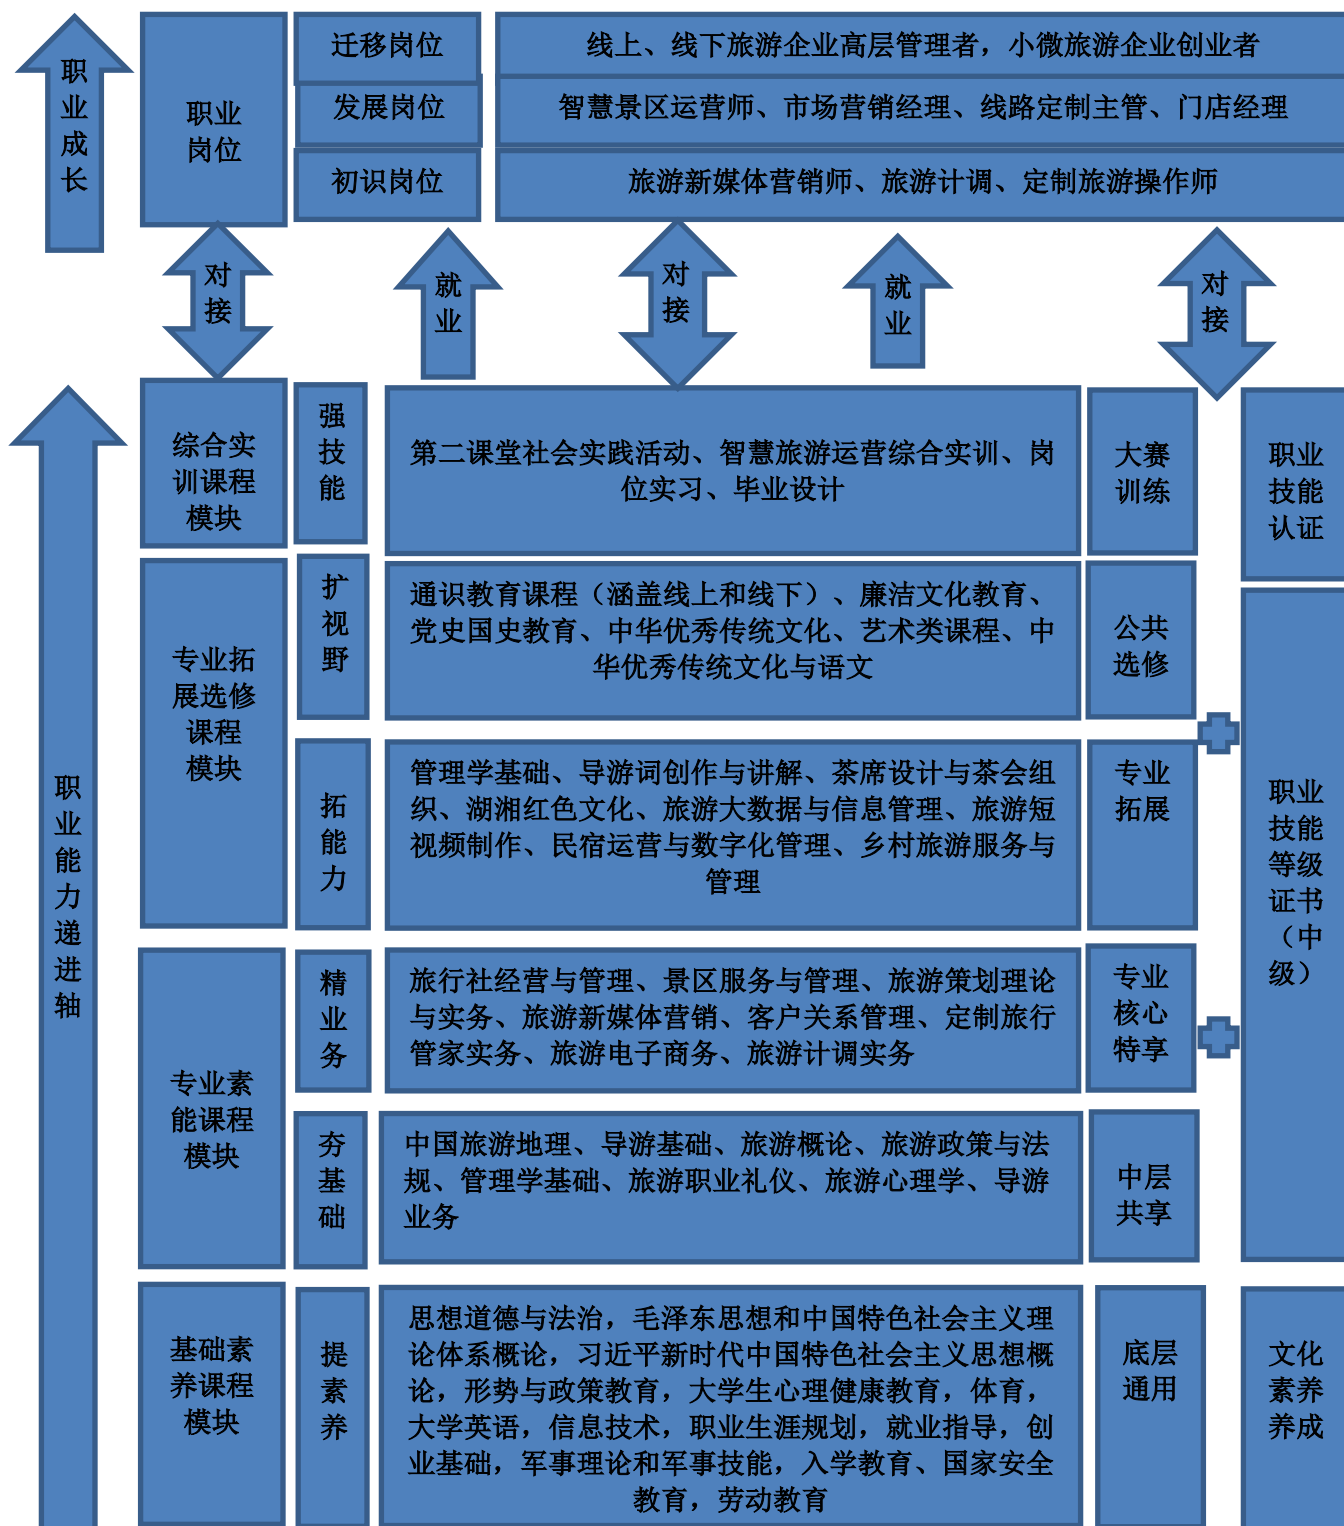 职
业
成
长
职业
岗位
迁移岗位
线上、线下旅游企业高层管理者，小微旅游企业创业者
发展岗位
智慧景区运营师、市场营销经理、线路定制主管、门店经理
初识岗位
旅游新媒体营销师、旅游计调、定制旅游操作师
对
接
就
业
对
接
就
业
对
接
职
业
能
力
递
进
轴
综合实
训课程
模块
强
技
能
第二课堂社会实践活动、智慧旅游运营综合实训、岗
位实习、毕业设计
大赛
训练
职业
技能
认证
专业拓
展选修
课程
模块
扩
视
野
通识教育课程（涵盖线上和线下）、廉洁文化教育、
党史国史教育、中华优秀传统文化、艺术类课程、中
华优秀传统文化与语文
公共
选修
拓
能
力
管理学基础、导游词创作与讲解、茶席设计与茶会组
织、湖湘红色文化、旅游大数据与信息管理、旅游短
视频制作、民宿运营与数字化管理、乡村旅游服务与
管理
专业
拓展
职业
技能
等级
证书
（中
级）
专业素
能课程
模块
精
业
务
旅行社经营与管理、景区服务与管理、旅游策划理论
与实务、旅游新媒体营销、客户关系管理、定制旅行
管家实务、旅游电子商务、旅游计调实务
专业
核心
特享
夯
基
础
中国旅游地理、导游基础、旅游概论、旅游政策与法
规、管理学基础、旅游职业礼仪、旅游心理学、导游
业务
中层
共享
基础素
养课程
模块
提
素
养
思想道德与法治，毛泽东思想和中国特色社会主义理
论体系概论，习近平新时代中国特色社会主义思想概
论，形势与政策教育，大学生心理健康教育，体育，
大学英语，信息技术，职业生涯规划，就业指导，创
业基础，军事理论和军事技能，入学教育、国家安全
教育，劳动教育
底层
通用
文化
素养
养成